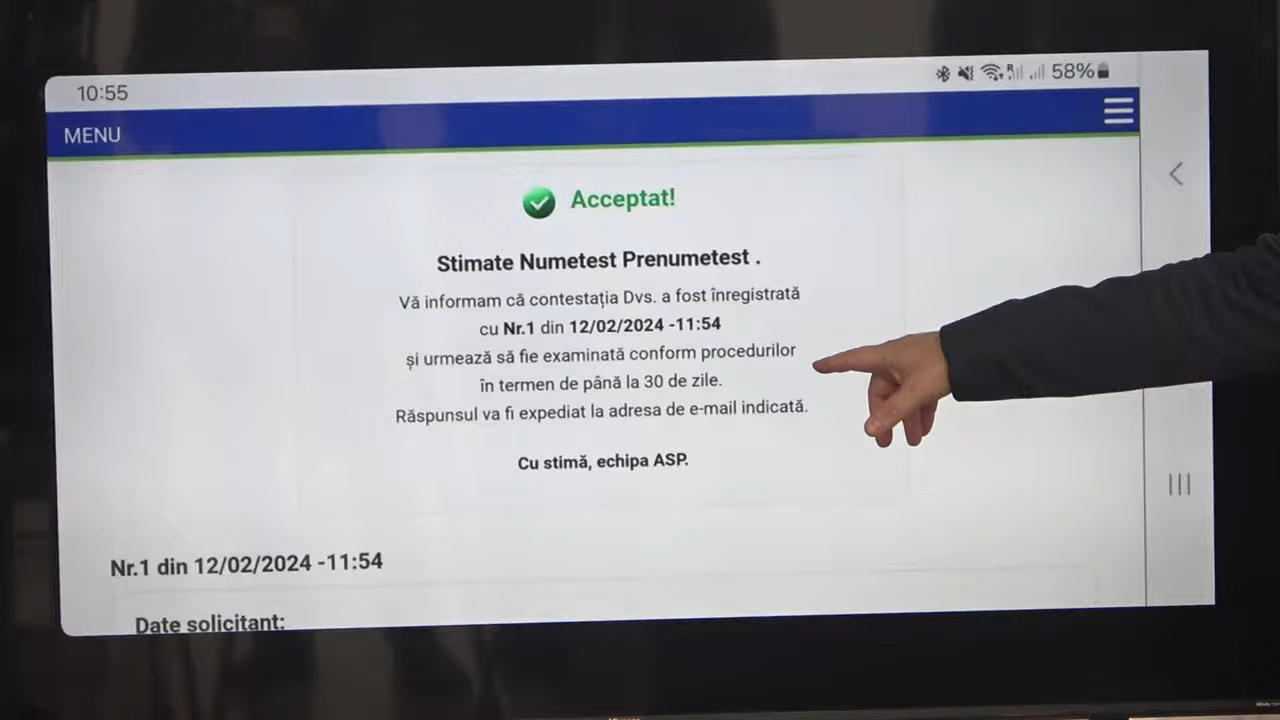 10:55
58%
MENU
Acceptat!
Stimate Numetest Prenumetest .
Vă informam că contestația Dvs. a fost înregistrată
cu Nr.1 din 12/02/2024 -11:54
și urmează să fie examinată conform procedurilor
în termen de până la 30 de zile.
Răspunsul va fi expediat la adresa de e-mail indicată.
Cu stimă, echipa ASP.
Nr.1 din 12/02/2024 -11:54
Date solicitant: